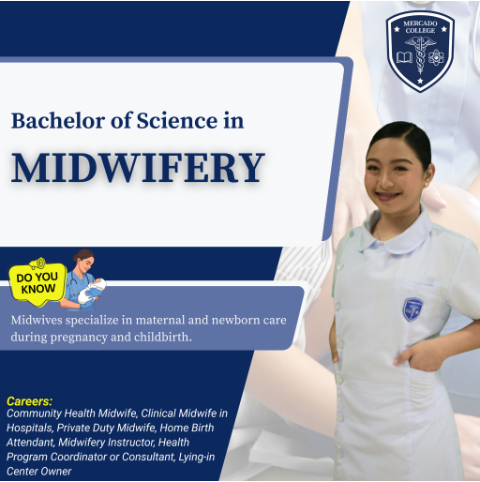 MERCADO
COLLEGE
Bachelor of Science in
MIDWIFERY
DO YOU
KNOW
Midwives specialize in maternal and newborn care
during pregnancy and childbirth.
Careers:
Community Health Midwife, Clinical Midwife in
Hospitals, Private Duty Midwife, Home Birth
Attendant, Midwifery Instructor, Health
Program Coordinator or Consultant, Lying-in
Center Owner